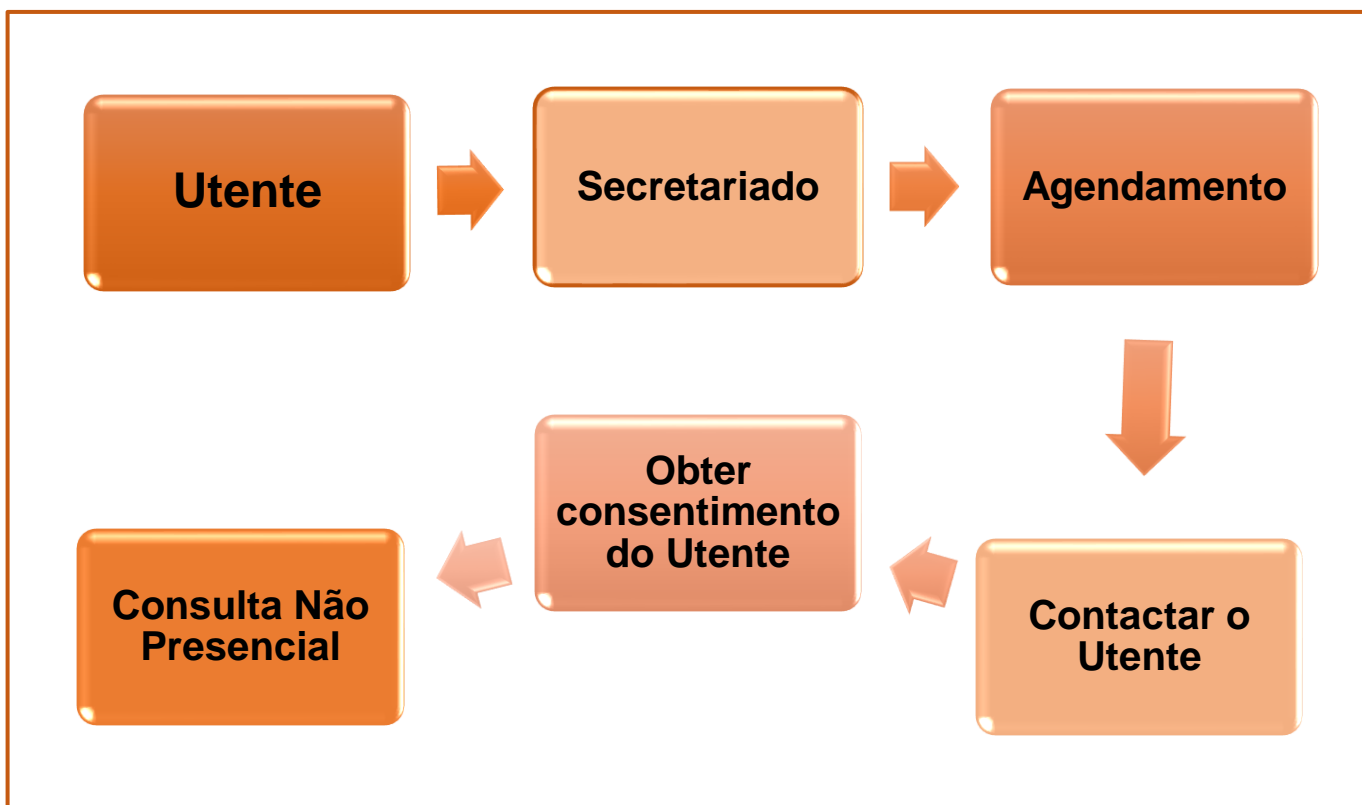 Utente
Secretariado
Agendamento
Contactar o
Utente
Obter
consentimento
do Utente
Consulta Não
Presencial